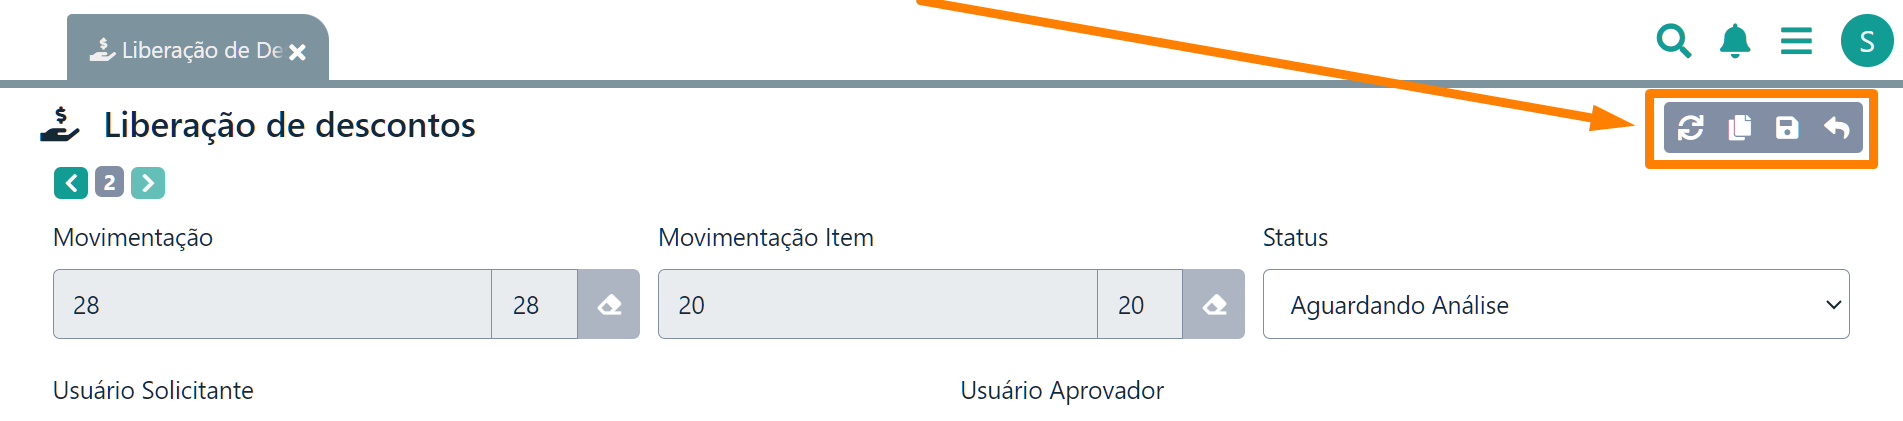 Liberação de De
S
Liberação de descontos
2
Movimentação
Movimentação Item
Status
28
28
20
20
Aguardando Análise
Usuário Solicitante
Usuário Aprovador